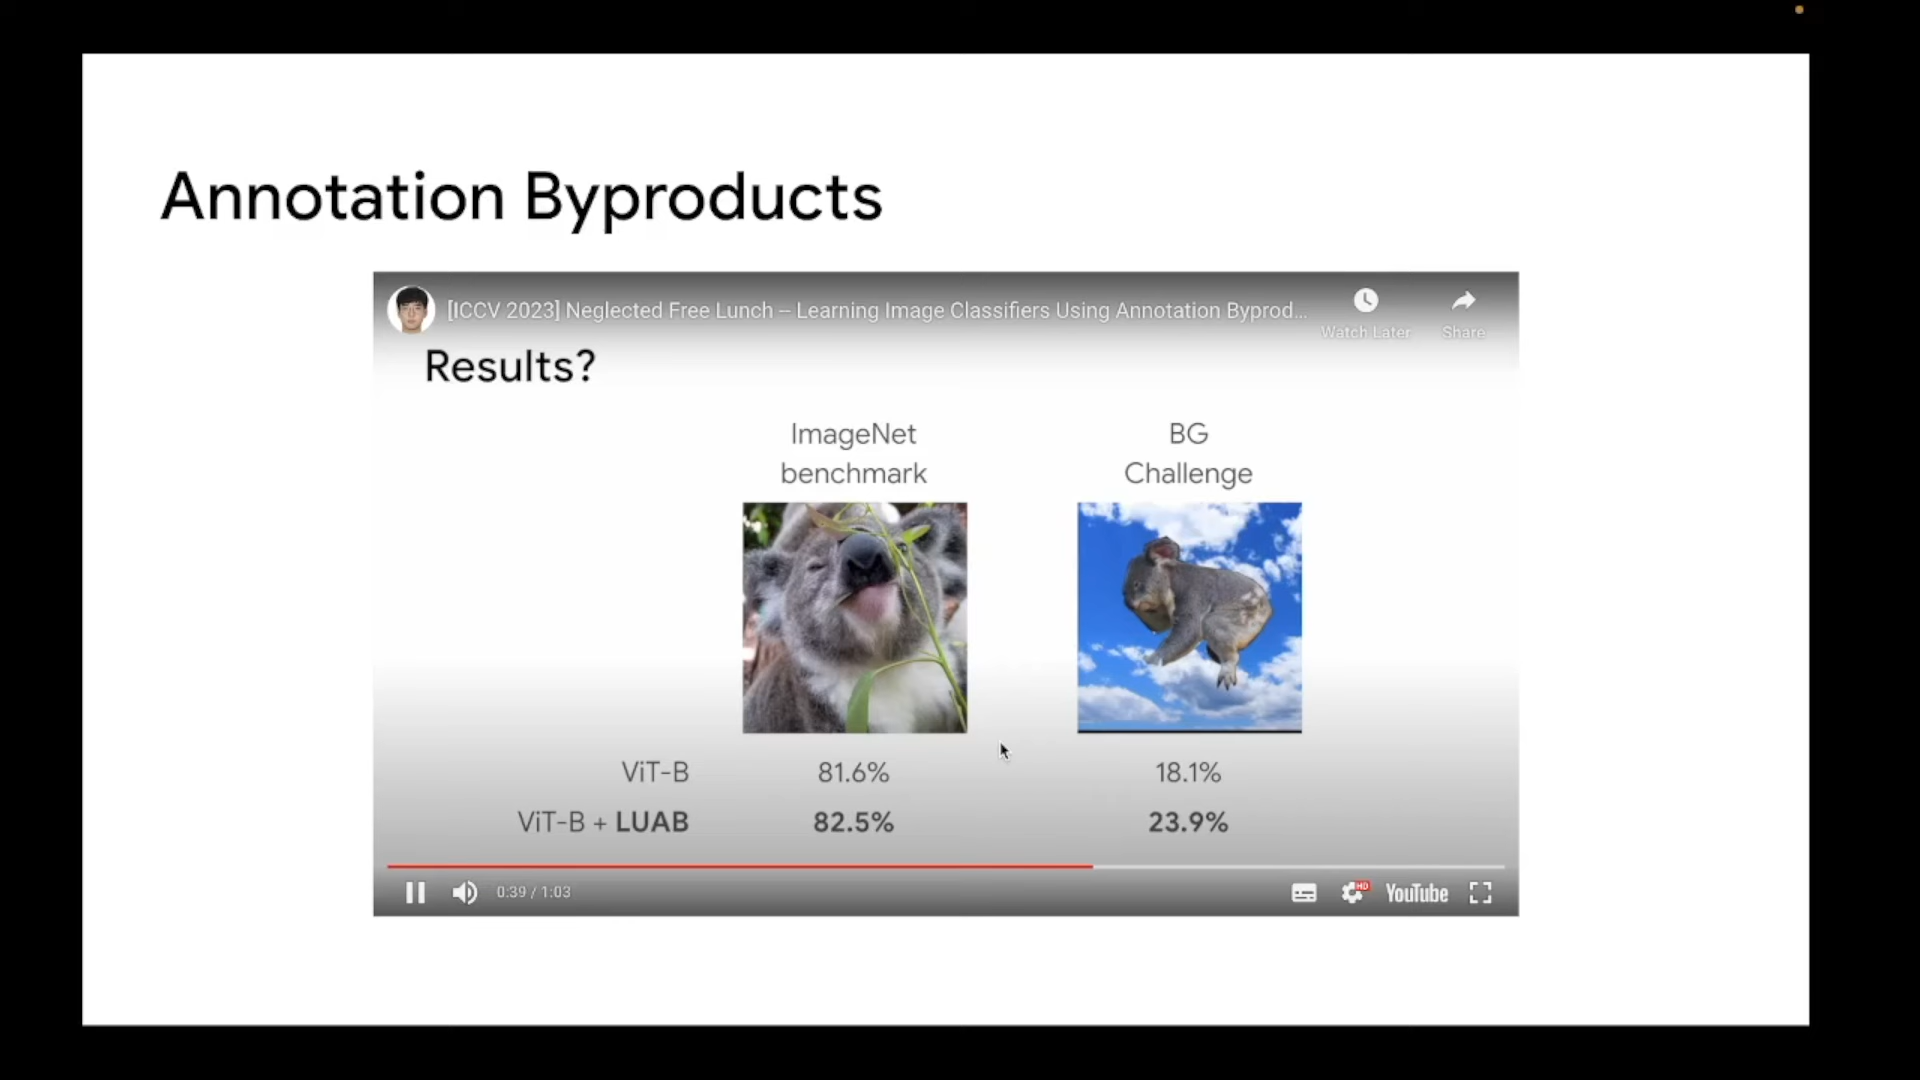 Annotation Byproducts
[ICCV 2023] Neglected Free Lunch – Learning Image Classifiers Using Annotation Byprod...
Watch Later
Share
Results?
ImageNet
benchmark
BG
Challenge
ViT-B 81.6% 18.1%
ViT-B + LUAB 82.5% 23.9%
0:39 / 1:03
HD
YouTube